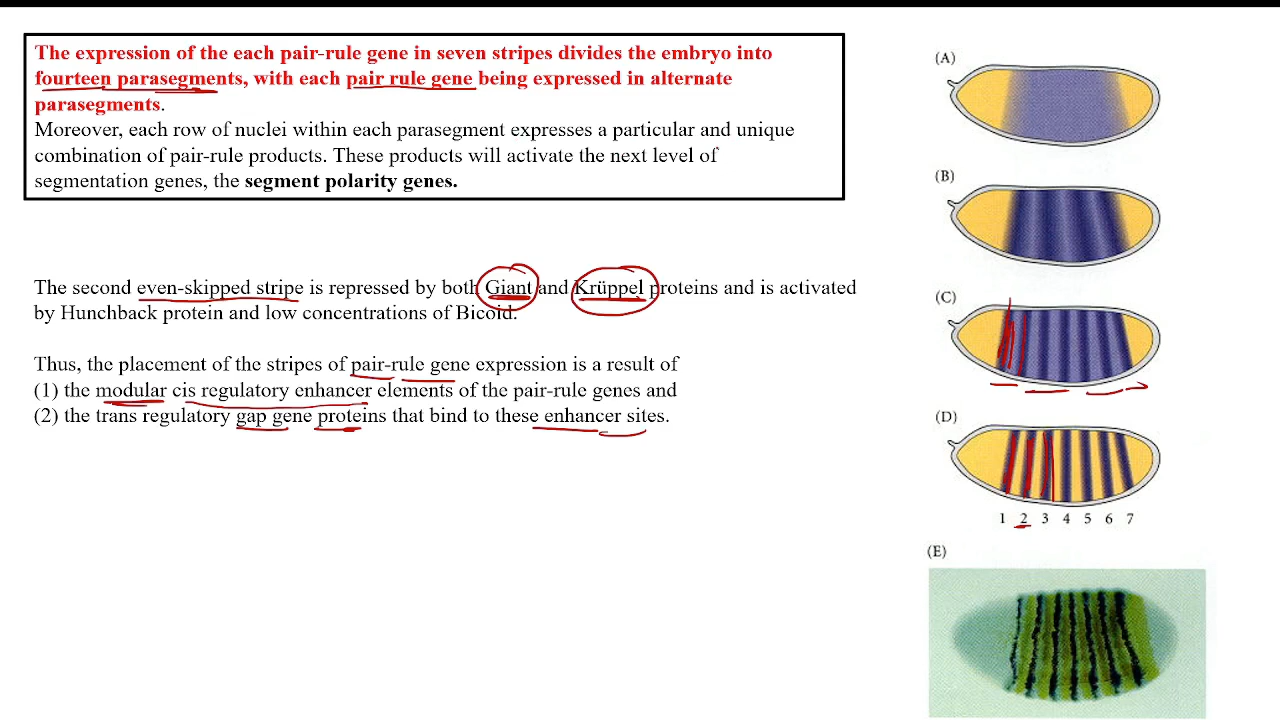 The expression of the each pair-rule gene in seven stripes divides the embryo into
fourteen parasegments, with each pair rule gene being expressed in alternate
parasegments.
Moreover, each row of nuclei within each parasegment expresses a particular and unique
combination of pair-rule products. These products will activate the next level of
segmentation genes, the segment polarity genes.
The second even-skipped stripe is repressed by both Giant and Krüppel proteins and is activated
by Hunchback protein and low concentrations of Bicoid.
Thus, the placement of the stripes of pair-rule gene expression is a result of
(1) the modular cis regulatory enhancer elements of the pair-rule genes and
(2) the trans regulatory gap gene proteins that bind to these enhancer sites.
(A)
(B)
(C)
(D)
1 2 3 4 5 6 7
(E)